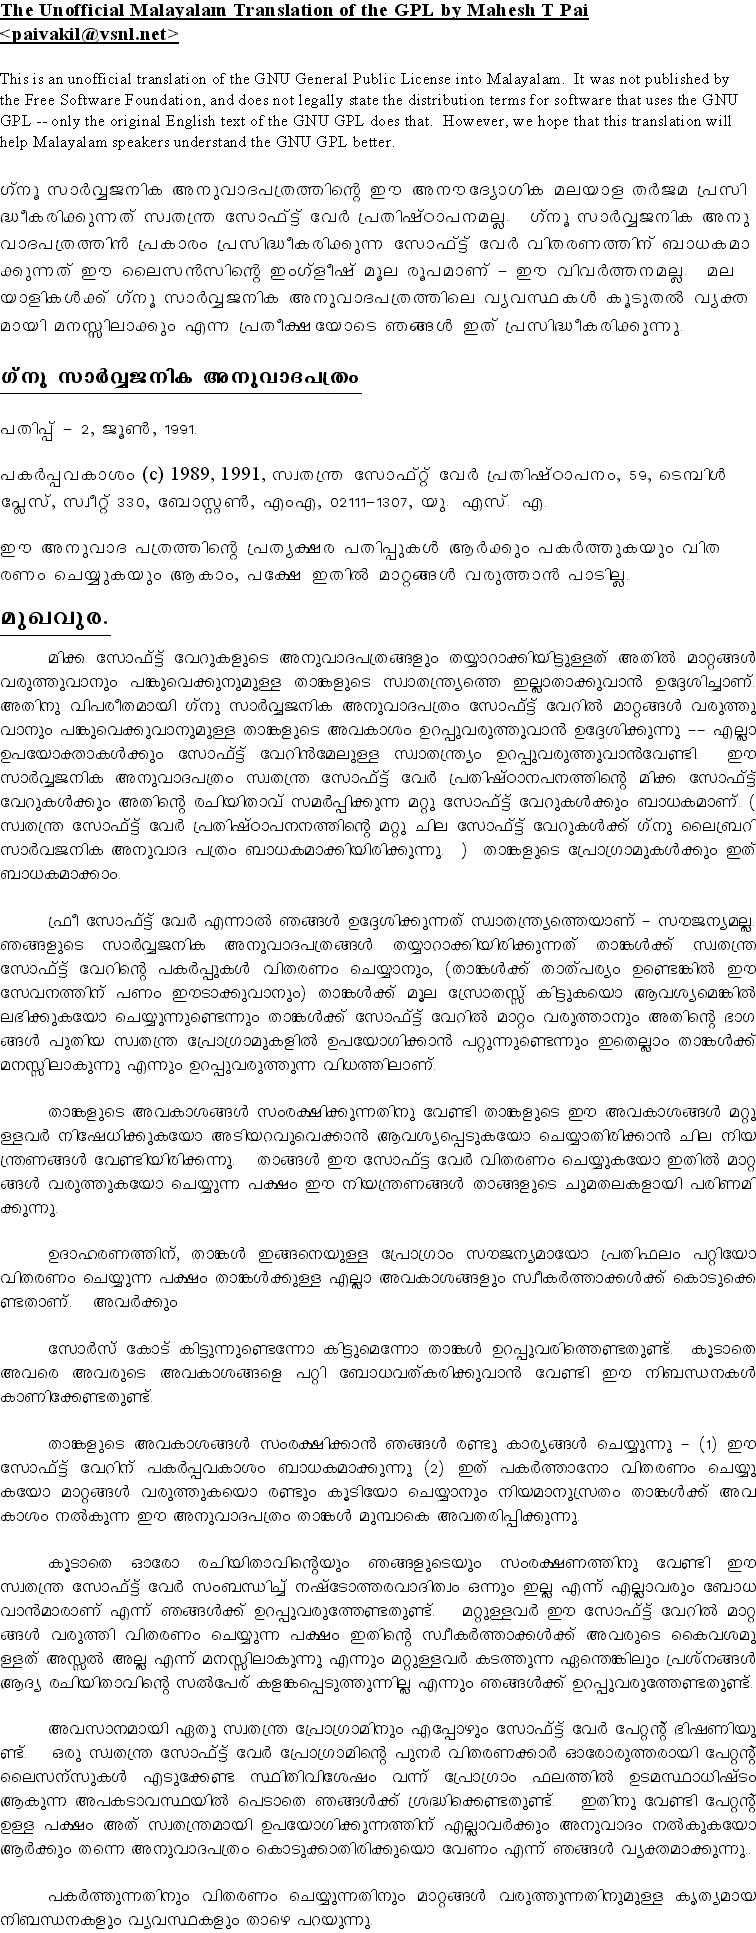 The Unofficial Malayalam Translation of the GPL by Mahesh T Pai
<paivakil@vsnl.net>
This is an unofficial translation of the GNU General Public License into Malayalam. It was not published by
the Free Software Foundation, and does not legally state the distribution terms for software that uses the GNU
GPL -- only the original English text of the GNU GPL does that. However, we hope that this translation will
help Malayalam speakers understand the GNU GPL better.
ഗ്നൂ സാർവ്വജനിക അനുവാദപത്രത്തിന്റെ ഈ അനൗദ്യോഗിക മലയാള തർജമ പ്രസി
ദ്ധീകരിക്കുന്നത് സ്വതന്ത്ര സോഫ്ട്ട് വേർ പ്രതിഷ്ഠാപനമല്ല. ഗ്നൂ സാർവ്വജനിക അനു
വാദപത്രത്തിൻ പ്രകാരം പ്രസിദ്ധീകരിക്കുന്ന സോഫ്ട്ട് വേർ വിതരണത്തിന് ബാധകമാ
ക്കുന്നത് ഈ ലൈസൻസിന്റെ ഇംഗ്ളീഷ് മൂല രൂപമാണ് – ഈ വിവർത്തനമല്ല. മല
യാളികൾക്ക് ഗ്നൂ സാർവ്വജനിക അനുവാദപത്രത്തിലെ വ്യവസ്ഥകൾ കൂടുതൽ വ്യക്ത
മായി മനസ്സിലാക്കും എന്ന പ്രതീക്ഷയോടെ ഞങ്ങൾ ഇത് പ്രസിദ്ധീകരിക്കുന്നു.
ഗ്നു സാർവ്വജനിക അനുവാദപത്രം
പതിപ്പ് – 2, ജൂൺ, 1991.
പകർപ്പവകാശം (c) 1989, 1991, സ്വതന്ത്ര സോഫ്റ്റ് വേർ പ്രതിഷ്ഠാപനം, 59, ടെമ്പിൾ
പ്ലേസ്, സ്വീറ്റ് 330, ബോസ്റ്റൺ, എംഎ, 02111–1307, യു. എസ്. എ.
ഈ അനുവാദ പത്രത്തിന്റെ പ്രത്യക്ഷര പതിപ്പുകൾ ആർക്കും പകർത്തുകയും വിത
രണം ചെയ്യുകയും ആകാം, പക്ഷേ ഇതിൽ മാറ്റങ്ങൾ വരുത്താൻ പാടില്ല.
മുഖവുര.
മിക്ക സോഫ്ട്ട് വേറുകളുടെ അനുവാദപത്രങ്ങളും തയ്യാറാക്കിയിട്ടുള്ളത് അതിൽ മാറ്റങ്ങൾ
വരുത്തുവാനും പങ്കുവെക്കുനുമുള്ള താങ്കളുടെ സ്വാതന്ത്ര്യത്തെ ഇല്ലാതാക്കുവാൻ ഉദ്ദേശിച്ചാണ്.
അതിനു വിപരീതമായി ഗ്നു സാർവ്വജനിക അനുവാദപത്രം സോഫ്ട്ട് വേറിൽ മാറ്റങ്ങൾ വരുത്തു
വാനും പങ്കുവെക്കുവാനുമുള്ള താങ്കളുടെ അവകാശം ഉറപ്പുവരുത്തുവാൻ ഉദ്ദേശിക്കുന്നു –– എല്ലാ
ഉപയോക്താകൾക്കും സോഫ്ട്ട് വേറിൻമേലുള്ള സ്വാതന്ത്ര്യം ഉറപ്പുവരുത്തുവാൻവേണ്ടി. ഈ
സാർവ്വജനിക അനുവാദപത്രം സ്വതന്ത്ര സോഫ്ട്ട് വേർ പ്രതിഷ്ഠാനപനത്തിന്റെ മിക്ക സോഫ്ട്ട്
വേറുകൾക്കും അതിന്റെ രചിയിതാവ് സമർപ്പിക്കുന്ന മറ്റു സോഫ്ട്ട് വേറുകൾക്കും ബാധകമാണ്. (
സ്വതന്ത്ര സോഫ്ട്ട് വേർ പ്രതിഷ്ഠാപനനത്തിന്റെ മറ്റു ചില സോഫ്ട്ട് വേറുകൾക്ക് ഗ്നു ലൈബ്രറി
സാർവജനിക അനുവാദ പത്രം ബാധകമാക്കിയിരിക്കുന്നു. ) താങ്കളുടെ പ്രോഗ്രാമുകൾക്കും ഇത്
ബാധകമാക്കാം.
ഫ്രീ സോഫ്ട്ട് വേർ എന്നാൽ ഞങ്ങൾ ഉദ്ദേശിക്കുന്നത് സ്വാതന്ത്ര്യത്തെയാണ് – സൗജന്യമല്ല.
ഞങ്ങളുടെ സാർവ്വജനിക അനുവാദപത്രങ്ങൾ തയ്യാറാക്കിയിരിക്കുന്നത് താങ്കൾക്ക് സ്വതന്ത്ര
സോഫ്ട്ട് വേറിന്റെ പകർപ്പുകൾ വിതരണം ചെയ്യാനും, (താങ്കൾക്ക് താത്പര്യം ഉണ്ടെങ്കിൽ ഈ
സേവനത്തിന് പണം ഈടാക്കുവാനും) താങ്കൾക്ക് മൂല സ്രോതസ്സ് കിട്ടുകയൊ ആവശ്യമെങ്കിൽ
ലഭിക്കുകയോ ചെയ്യുന്നുണ്ടെന്നും താങ്കൾക്ക് സോഫ്ട്ട് വേറിൽ മാറ്റം വരുത്താനും അതിന്റെ ഭാഗ
ങ്ങൾ പുതിയ സ്വതന്ത്ര പ്രോഗ്രാമുകളിൽ ഉപയോഗിക്കാൻ പറ്റുന്നുണ്ടെന്നും ഇതെല്ലാം താങ്കൾക്ക്
മനസ്സിലാകുന്നു എന്നും ഉറപ്പുവരുത്തുന്ന വിധത്തിലാണ്.
താങ്കളുടെ അവകാശങ്ങൾ സംരക്ഷിക്കുന്നതിനു വേണ്ടി താങ്കളുടെ ഈ അവകാശങ്ങൾ മറ്റു
ള്ളവർ നിഷേധിക്കുകയോ അടിയറവുവെക്കാൻ ആവശ്യപ്പെടുകയോ ചെയ്യാതിരിക്കാൻ ചില നിയ
ന്ത്രണങ്ങൾ വേണ്ടിയിരിക്കന്നു. താങ്ങൾ ഈ സോഫ്ട്ട വേർ വിതരണം ചെയ്യുകയോ ഇതിൽ മാറ്റ
ങ്ങൾ വരുത്തുകയോ ചെയ്യുന്ന പക്ഷം ഈ നിയന്ത്രണങ്ങൾ താങ്ങളുടെ ചുമതലകളായി പരിണമി
ക്കുന്നു.
ഉദാഹരണത്തിന്, താങ്കൾ ഇങ്ങനെയുള്ള പ്രോഗ്രാം സൗജന്യമായോ പ്രതിഫലം പറ്റിയോ
വിതരണം ചെയ്യുന്ന പക്ഷം താങ്കൾക്കുള്ള എല്ലാ അവകാശങ്ങളും സ്വീകർത്താക്കൾക്ക് കൊടുക്കെ
ണ്ടതാണ്. അവർക്കും
സോർസ് കോട് കിട്ടുന്നുണ്ടെന്നോ കിട്ടുമെന്നോ താങ്കൾ ഉറപ്പുവരിത്തെണ്ടതുണ്ട്. കൂടാതെ
അവരെ അവരുടെ അവകാശങ്ങളെ പറ്റി ബോധവത്കരിക്കുവാൻ വേണ്ടി ഈ നിബന്ധനകൾ
കാണിക്കേണ്ടതുണ്ട്.
താങ്കളുടെ അവകാശങ്ങൾ സംരക്ഷിക്കാൻ ഞങ്ങൾ രണ്ടു കാര്യങ്ങൾ ചെയ്യുന്നു – (1) ഈ
സോഫ്ട്ട് വേറിന് പകർപ്പവകാശം ബാധകമാക്കുന്നു (2) ഇത് പകർത്താനോ വിതരണം ചെയ്യു
കയോ മാറ്റങ്ങൾ വരുത്തുകയൊ രണ്ടും കൂടിയോ ചെയ്യാനും നിയമാനുസ്രതം താങ്കൾക്ക് അവ
കാശം നൽകുന്ന ഈ അനുവാദപത്രം താങ്കൾ മുമ്പാകെ അവതരിപ്പിക്കുന്നു.
കൂടാതെ ഓരോ രചിയിതാവിന്റെയും ഞങ്ങളുടെയും സംരക്ഷണത്തിനു വേണ്ടി ഈ
സ്വതന്ത്ര സോഫ്ട്ട് വേർ സംബന്ധിച്ച് നഷ്ടോത്തരവാദിത്വം ഒന്നും ഇല്ല എന്ന് എല്ലാവരും ബോധ
വാൻമാരാണ് എന്ന് ഞങ്ങൾക്ക് ഉറപ്പുവരുത്തേണ്ടതുണ്ട്. മറ്റുള്ളവർ ഈ സോഫ്ട്ട് വേറിൽ മാറ്റ
ങ്ങൾ വരുത്തി വിതരണം ചെയ്യുന്ന പക്ഷം ഇതിന്റെ സ്വീകർത്താക്കൾക്ക് അവരുടെ കൈവശമു
ള്ളത് അസ്സൽ അല്ല എന്ന് മനസ്സിലാകുന്നു എന്നും മറ്റുള്ളവർ കടത്തുന്ന ഏന്തെങ്കിലും പ്രശ്നങ്ങൾ
ആദ്യ രചിയിതാവിന്റെ സൽപേര് കളങ്കപ്പെടുത്തുന്നില്ല എന്നും ഞങ്ങൾക്ക് ഉറപ്പുവരുത്തേണ്ടതുണ്ട്.
അവസാനമായി ഏതു സ്വതന്ത്ര പ്രോഗ്രാമിനും എപ്പോഴും സോഫ്ട്ട് വേർ പേറ്റന്റ് ഭിഷണിയു
ണ്ട്. ഒരു സ്വതന്ത്ര സോഫ്ട്ട് വേർ പ്രോഗ്രാമിന്റെ പുനർ വിതരണക്കാർ ഓരോരുത്തരായി പേറ്റന്റ്
ലൈസന്സുകൾ എടുക്കേണ്ട സ്ഥിതിവിശേഷം വന്ന് പ്രോഗ്രാം ഫലത്തിൽ ഉടമസ്ഥാധിഷ്ടം
ആകുന്ന അപകടാവസ്ഥയിൽ പെടാതെ ഞങ്ങൾക്ക് ശ്രദ്ധിക്കെണ്ടതുണ്ട്. ഇതിനു വേണ്ടി പേറ്റന്റ്
ഉള്ള പക്ഷം അത് സ്വതന്ത്രമായി ഉപയോഗിക്കുന്നത്തിന് എല്ലാവർക്കും അനുവാദം നൽകുകയോ
ആർക്കും തന്നെ അനുവാദപത്രം കൊടുക്കാതിരിക്കുയൊ വേണം എന്ന് ഞങ്ങൾ വ്യക്തമാക്കുന്നു..
പകർത്തുന്നതിനും വിതരണം ചെയ്യുന്നതിനും മാറ്റങ്ങൾ വരുത്തുന്നതിനുമുള്ള കൃത്യമായ
നിബന്ധനകളും വ്യവസ്ഥകളും താഴെ പറയുന്നു.